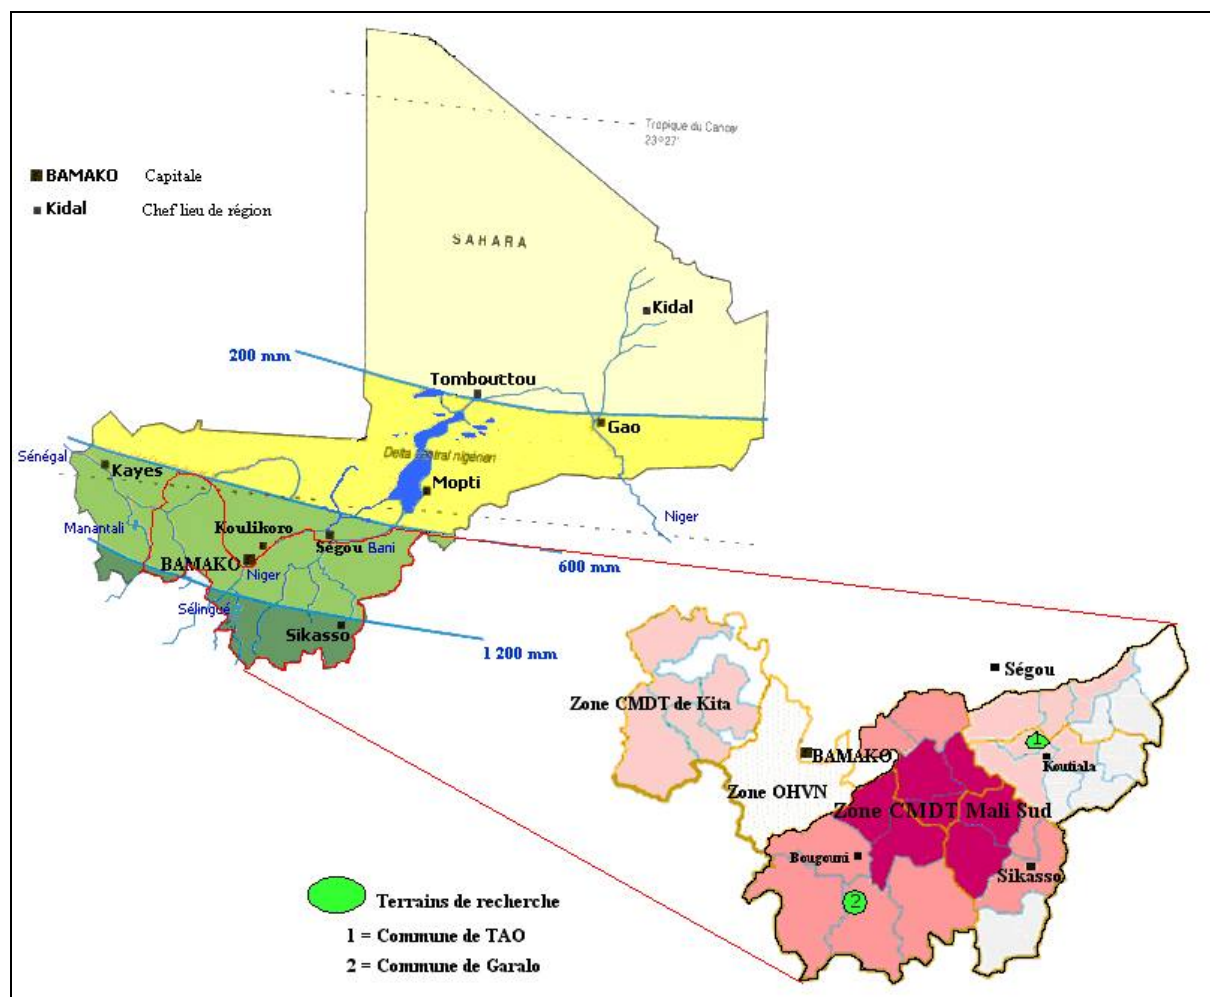 Tropique du Cancer
23°27'
BAMAKO Capitale
Kidal Chef lieu de région
SAHARA
Kidal
200 mm
Tombouctou
Gao
Sénégal
Kayes
Delta central nigérien
Mopti
Niger
Manantali
Koulikoro
Ségou
Bani
BAMAKO
Niger
600 mm
Sélingué
Sikasso
1 200 mm
Ségou
Zone CMDT de Kita
1
BAMAKO
Koutiala
Zone OHVN
Zone CMDT Mali Sud
Bougouni
Sikasso
2
Terrains de recherche
1 = Commune de TAO
2 = Commune de Garalo